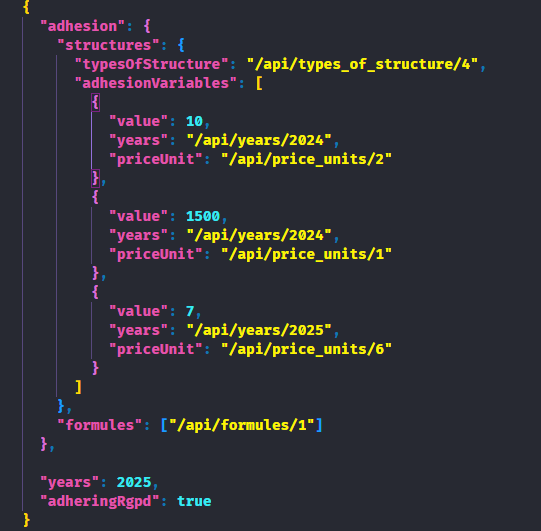 {
  "adhesion": {
    "structures": {
      "typesOfStructure": "/api/types_of_structure/4",
      "adhesionVariables": [
        {
          "value": 10,
          "years": "/api/years/2024",
          "priceUnit": "/api/price_units/2"
        },
        {
          "value": 1500,
          "years": "/api/years/2024",
          "priceUnit": "/api/price_units/1"
        },
        {
          "value": 7,
          "years": "/api/years/2025",
          "priceUnit": "/api/price_units/6"
        }
      ]
    },
    "formules": ["/api/formules/1"]
  },

  "years": 2025,
  "adheringRgpd": true
}